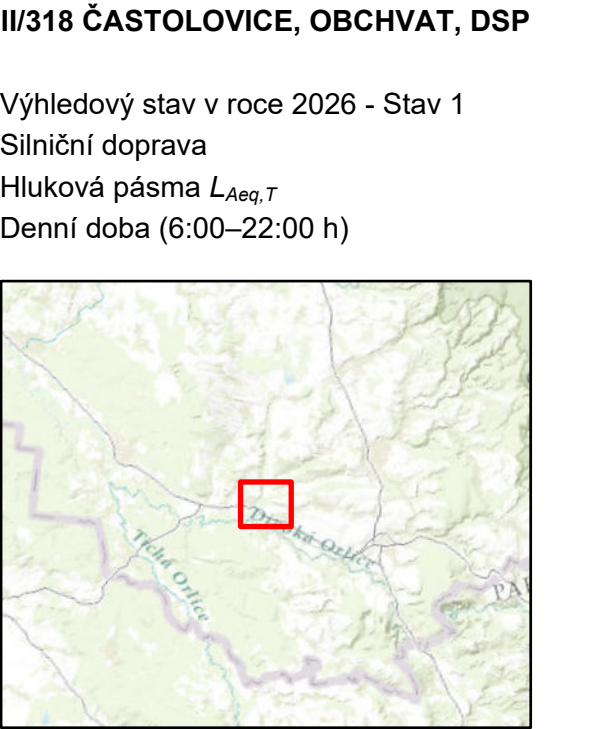 II/318 ČASTOLOVICE, OBCHVAT, DSP
Výhledový stav v roce 2026 - Stav 1
Silniční doprava
Hluková pásma LAeq,T
Denní doba (6:00–22:00 h)
Divoká Orlice
Tichá Orlice